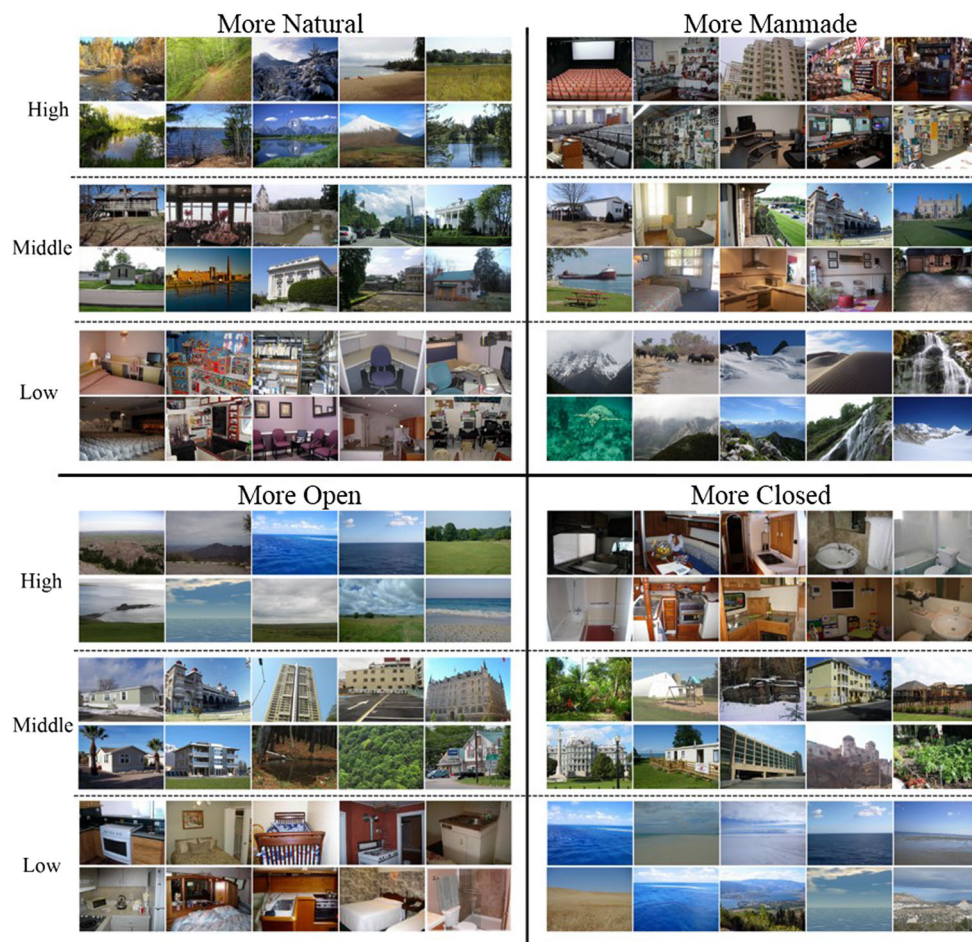 More Natural
More Manmade
High
Middle
Low
More Open
More Closed
High
Middle
Low